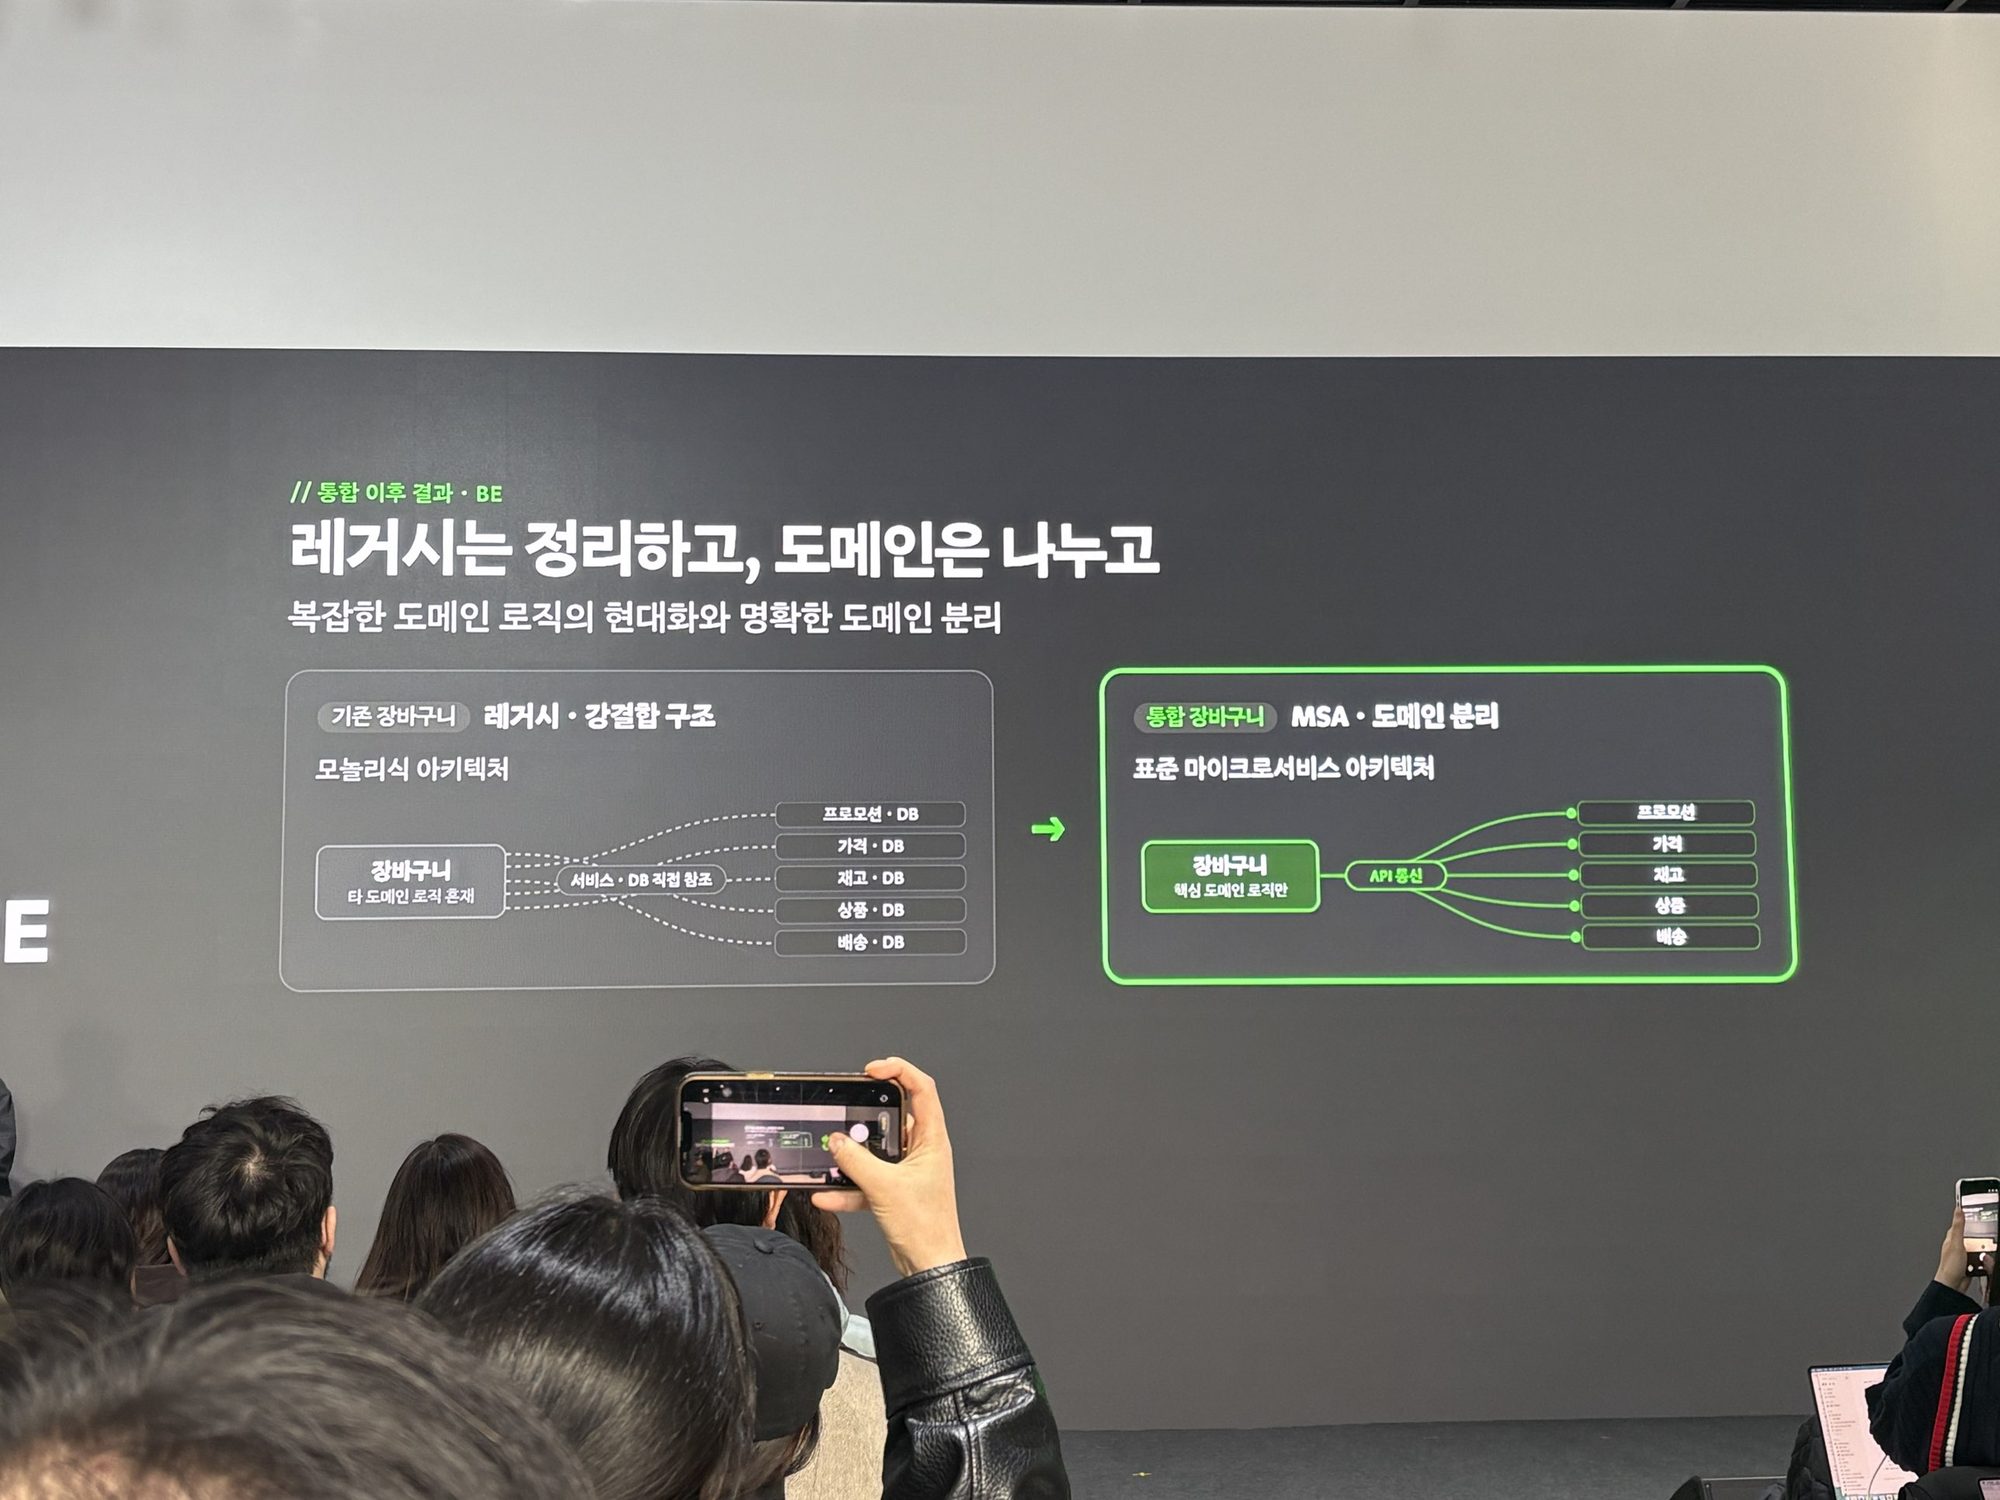 // 통합 이후 결과 · BE
레거시는 정리하고, 도메인은 나누고
복잡한 도메인 로직의 현대화와 명확한 도메인 분리
기존 장바구니 레거시 · 강결합 구조
모놀리식 아키텍처
장바구니
타 도메인 로직 혼재
서비스 · DB 직접 참조
프로모션 · DB
가격 · DB
재고 · DB
상품 · DB
배송 · DB
통합 장바구니 MSA · 도메인 분리
표준 마이크로서비스 아키텍처
장바구니
핵심 도메인 로직만
API 통신
프로모션
가격
재고
상품
배송
E